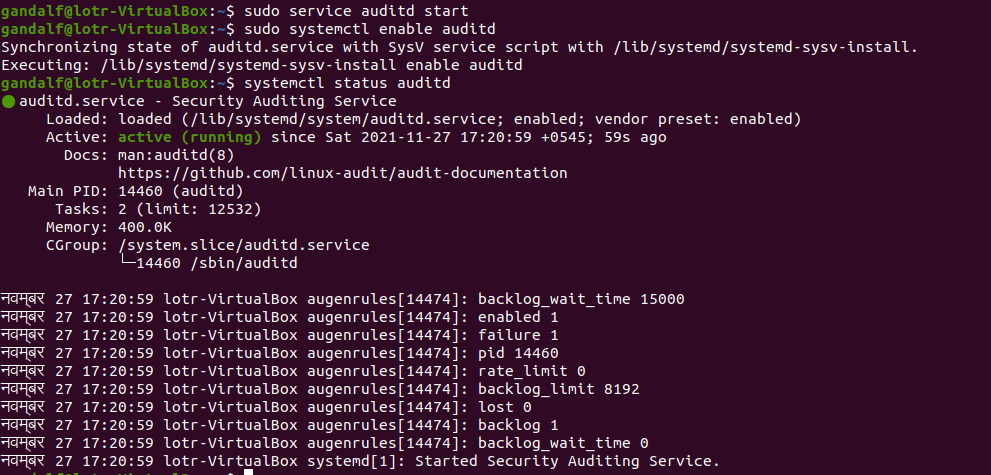 gandalf@lotr-VirtualBox:~$ sudo service auditd start
gandalf@lotr-VirtualBox:~$ sudo systemctl enable auditd
Synchronizing state of auditd.service with SysV service script with /lib/systemd/systemd-sysv-install.
Executing: /lib/systemd/systemd-sysv-install enable auditd
gandalf@lotr-VirtualBox:~$ systemctl status auditd
● auditd.service - Security Auditing Service
     Loaded: loaded (/lib/systemd/system/auditd.service; enabled; vendor preset: enabled)
     Active: active (running) since Sat 2021-11-27 17:20:59 +0545; 59s ago
       Docs: man:auditd(8)
             https://github.com/linux-audit/audit-documentation
   Main PID: 14460 (auditd)
      Tasks: 2 (limit: 12532)
     Memory: 400.0K
     CGroup: /system.slice/auditd.service
             └─14460 /sbin/auditd
नवम्बर 27 17:20:59 lotr-VirtualBox augenrules[14474]: backlog_wait_time 15000
नवम्बर 27 17:20:59 lotr-VirtualBox augenrules[14474]: enabled 1
नवम्बर 27 17:20:59 lotr-VirtualBox augenrules[14474]: failure 1
नवम्बर 27 17:20:59 lotr-VirtualBox augenrules[14474]: pid 14460
नवम्बर 27 17:20:59 lotr-VirtualBox augenrules[14474]: rate_limit 0
नवम्बर 27 17:20:59 lotr-VirtualBox augenrules[14474]: backlog_limit 8192
नवम्बर 27 17:20:59 lotr-VirtualBox augenrules[14474]: lost 0
नवम्बर 27 17:20:59 lotr-VirtualBox augenrules[14474]: backlog 1
नवम्बर 27 17:20:59 lotr-VirtualBox augenrules[14474]: backlog_wait_time 0
नवम्बर 27 17:20:59 lotr-VirtualBox systemd[1]: Started Security Auditing Service.
gandalf@lotr-VirtualBox:~$